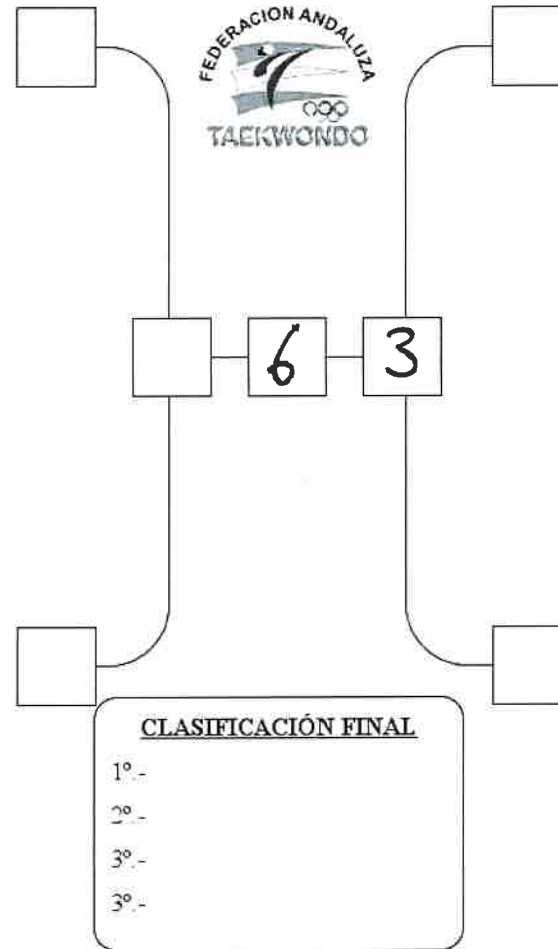 FEDERACION ANDALUZA
TAEKWONDO
6 3
CLASIFICACIÓN FINAL
1º.-
2º.-
3º.-
3º.-